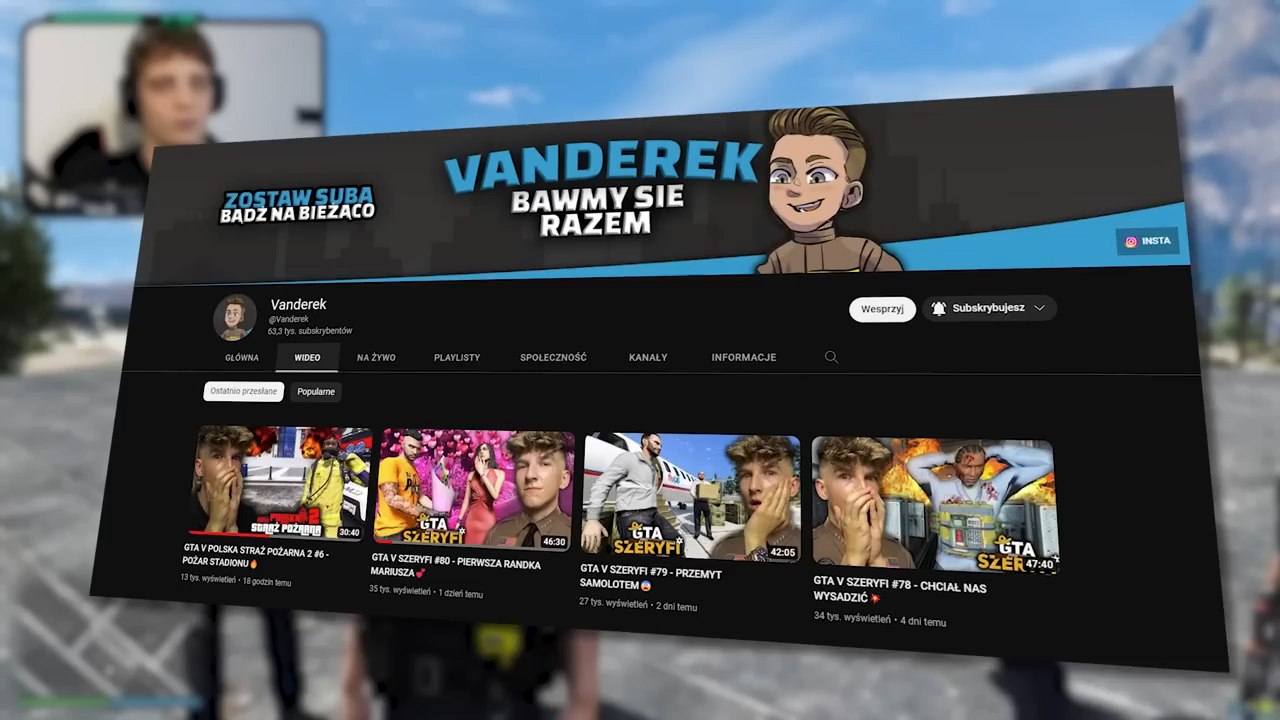 ZOSTAW SUBA
BĄDŹ NA BIEŻĄCO
VANDEREK
BAWMY SIE
RAZEM
INSTA
Vanderek
@Vanderek
63,3 tys. subskrybentów
Wesprzyj
Subskrybujesz
GŁÓWNA
WIDEO
NA ŻYWO
PLAYLISTY
SPOŁECZNOŚĆ
KANAŁY
INFORMACJE
Ostatnio przesłane
Popularne
STRAŻ POŻARNA
30:40
GTA V POLSKA STRAŻ POŻARNA 2 #6 -
POŻAR STADIONU🔥
13 tys. wyświetleń • 18 godzin temu
GTA
SZERYFI
46:30
GTA V SZERYFI #80 - PIERWSZA RANDKA
MARIUSZA💕
35 tys. wyświetleń • 1 dzień temu
GTA
SZERYFI
42:05
GTA V SZERYFI #79 - PRZEMYT
SAMOLOTEM😨
27 tys. wyświetleń • 2 dni temu
GTA
SZER
47:40
GTA V SZERYFI #78 - CHCIAŁ NAS
WYSADZIĆ💥
34 tys. wyświetleń • 4 dni temu